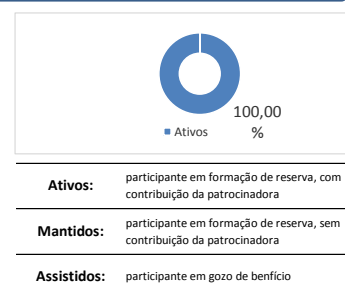 100,00
%
Ativos
Ativos:
participante em formação de reserva, com
contribuição da patrocinadora
Mantidos:
participante em formação de reserva, sem
contribuição da patrocinadora
Assistidos:
participante em gozo de benfício